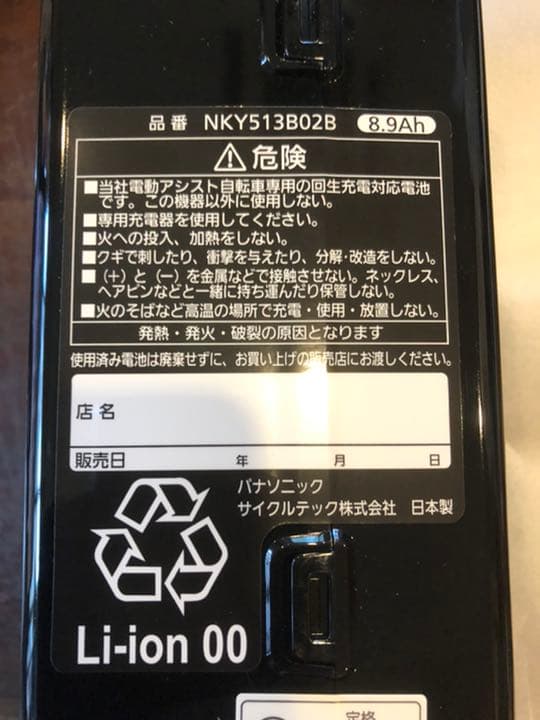 品番 NKY513B02B 8.9Ah
⚠危険
■当社電動アシスト自転車専用の回生充電対応電池
です。この機器以外に使用しない。
■専用充電器を使用してください。
■火への投入、加熱をしない。
■クギで刺したり、衝撃を与えたり、分解・改造をしない。
■(+)と(−)を金属などで接触させない。ネックレス、
ヘアピンなどと一緒に持ち運んだり保管しない。
■火のそばなど高温の場所で充電・使用・放置しない。
発熱・発火・破裂の原因となります
使用済み電池は廃棄せずに、お買い上げの販売店にお渡しください。
店名
販売日 年 月 日
パナソニック
サイクルテック株式会社 日本製
Li-ion 00
定格